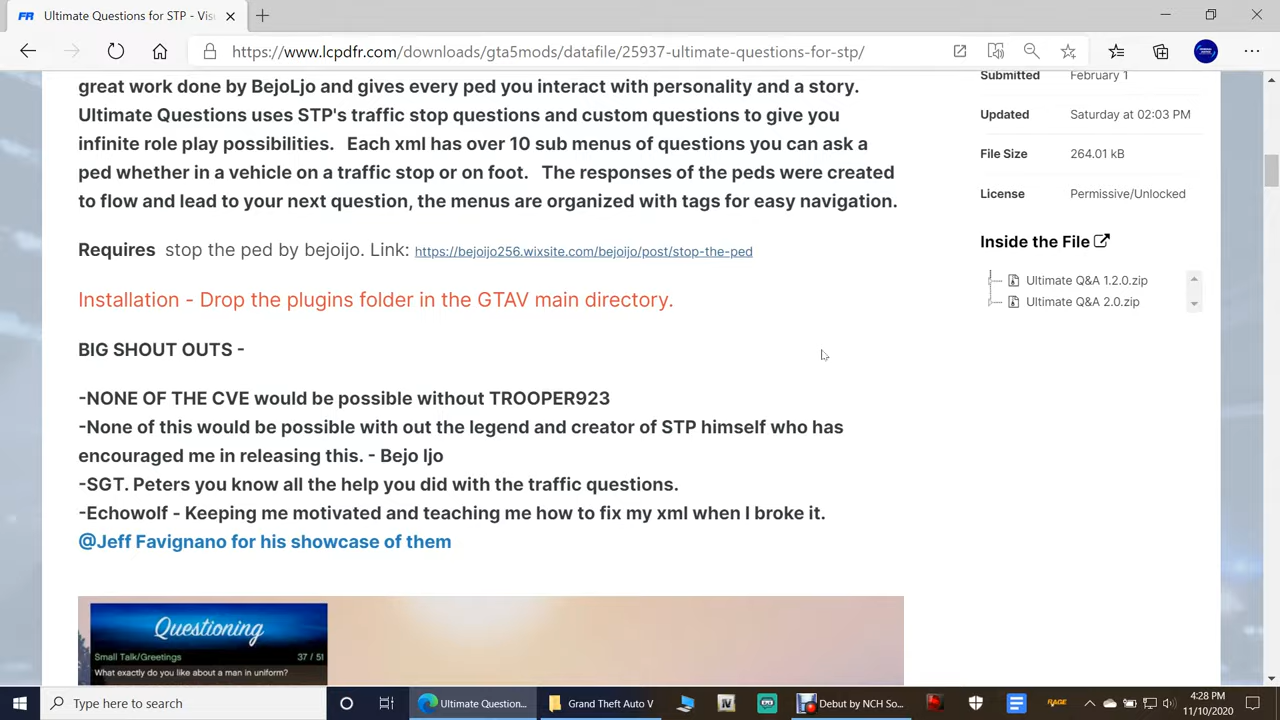 FR Ultimate Questions for STP - Vis
https://www.lcpdfr.com/downloads/gta5mods/datafile/25937-ultimate-questions-for-stp/
great work done by BejoLjo and gives every ped you interact with personality and a story.
Ultimate Questions uses STP's traffic stop questions and custom questions to give you
infinite role play possibilities. Each xml has over 10 sub menus of questions you can ask a
ped whether in a vehicle on a traffic stop or on foot. The responses of the peds were created
to flow and lead to your next question, the menus are organized with tags for easy navigation.
Requires stop the ped by bejoijo. Link: https://bejoijo256.wixsite.com/bejoijo/post/stop-the-ped
Installation - Drop the plugins folder in the GTAV main directory.
BIG SHOUT OUTS -
-NONE OF THE CVE would be possible without TROOPER923
-None of this would be possible with out the legend and creator of STP himself who has
encouraged me in releasing this. - Bejo Ijo
-SGT. Peters you know all the help you did with the traffic questions.
-Echowolf - Keeping me motivated and teaching me how to fix my xml when I broke it.
@Jeff Favignano for his showcase of them
Questioning
Small Talk/Greetings 37 / 51
What exactly do you like about a man in uniform?
Submitted February 1
Updated Saturday at 02:03 PM
File Size 264.01 kB
License Permissive/Unlocked
Inside the File
Ultimate Q&A 1.2.0.zip
Ultimate Q&A 2.0.zip
Type here to search
Ultimate Question...
Grand Theft Auto V
IV
Debut by NCH So...
RAGE
4:28 PM
11/10/2020